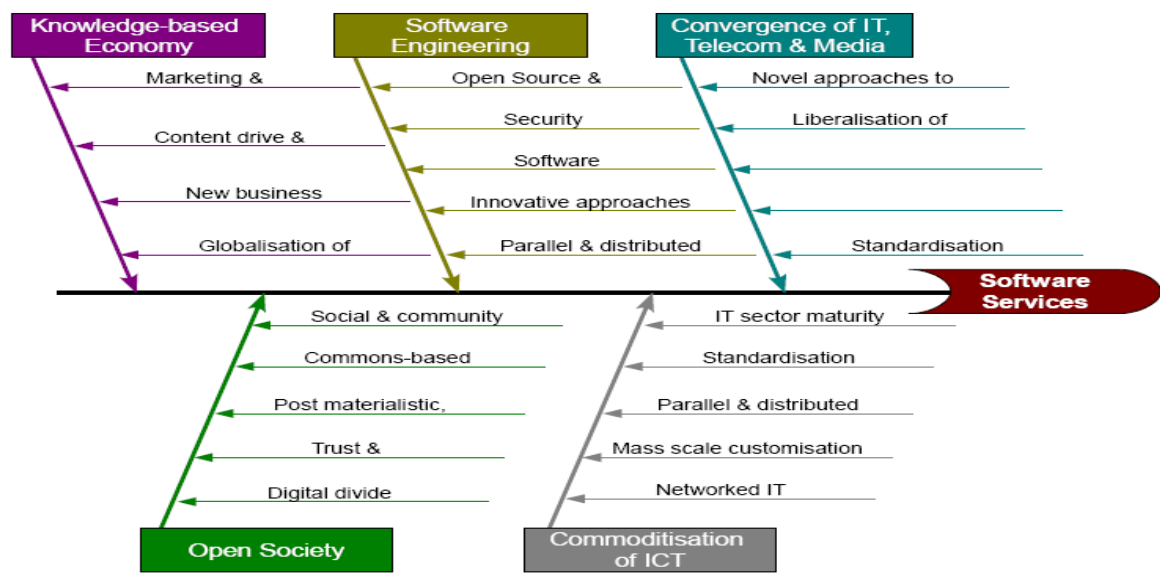 Knowledge-based
Economy
Marketing &
Content drive &
New business
Globalisation of
Software
Engineering
Open Source &
Security
Software
Innovative approaches
Parallel & distributed
Convergence of IT,
Telecom & Media
Novel approaches to
Liberalisation of
Standardisation
Software
Services
Social & community
Commons-based
Post materialistic,
Trust &
Digital divide
Open Society
IT sector maturity
Standardisation
Parallel & distributed
Mass scale customisation
Networked IT
Commoditisation
of ICT